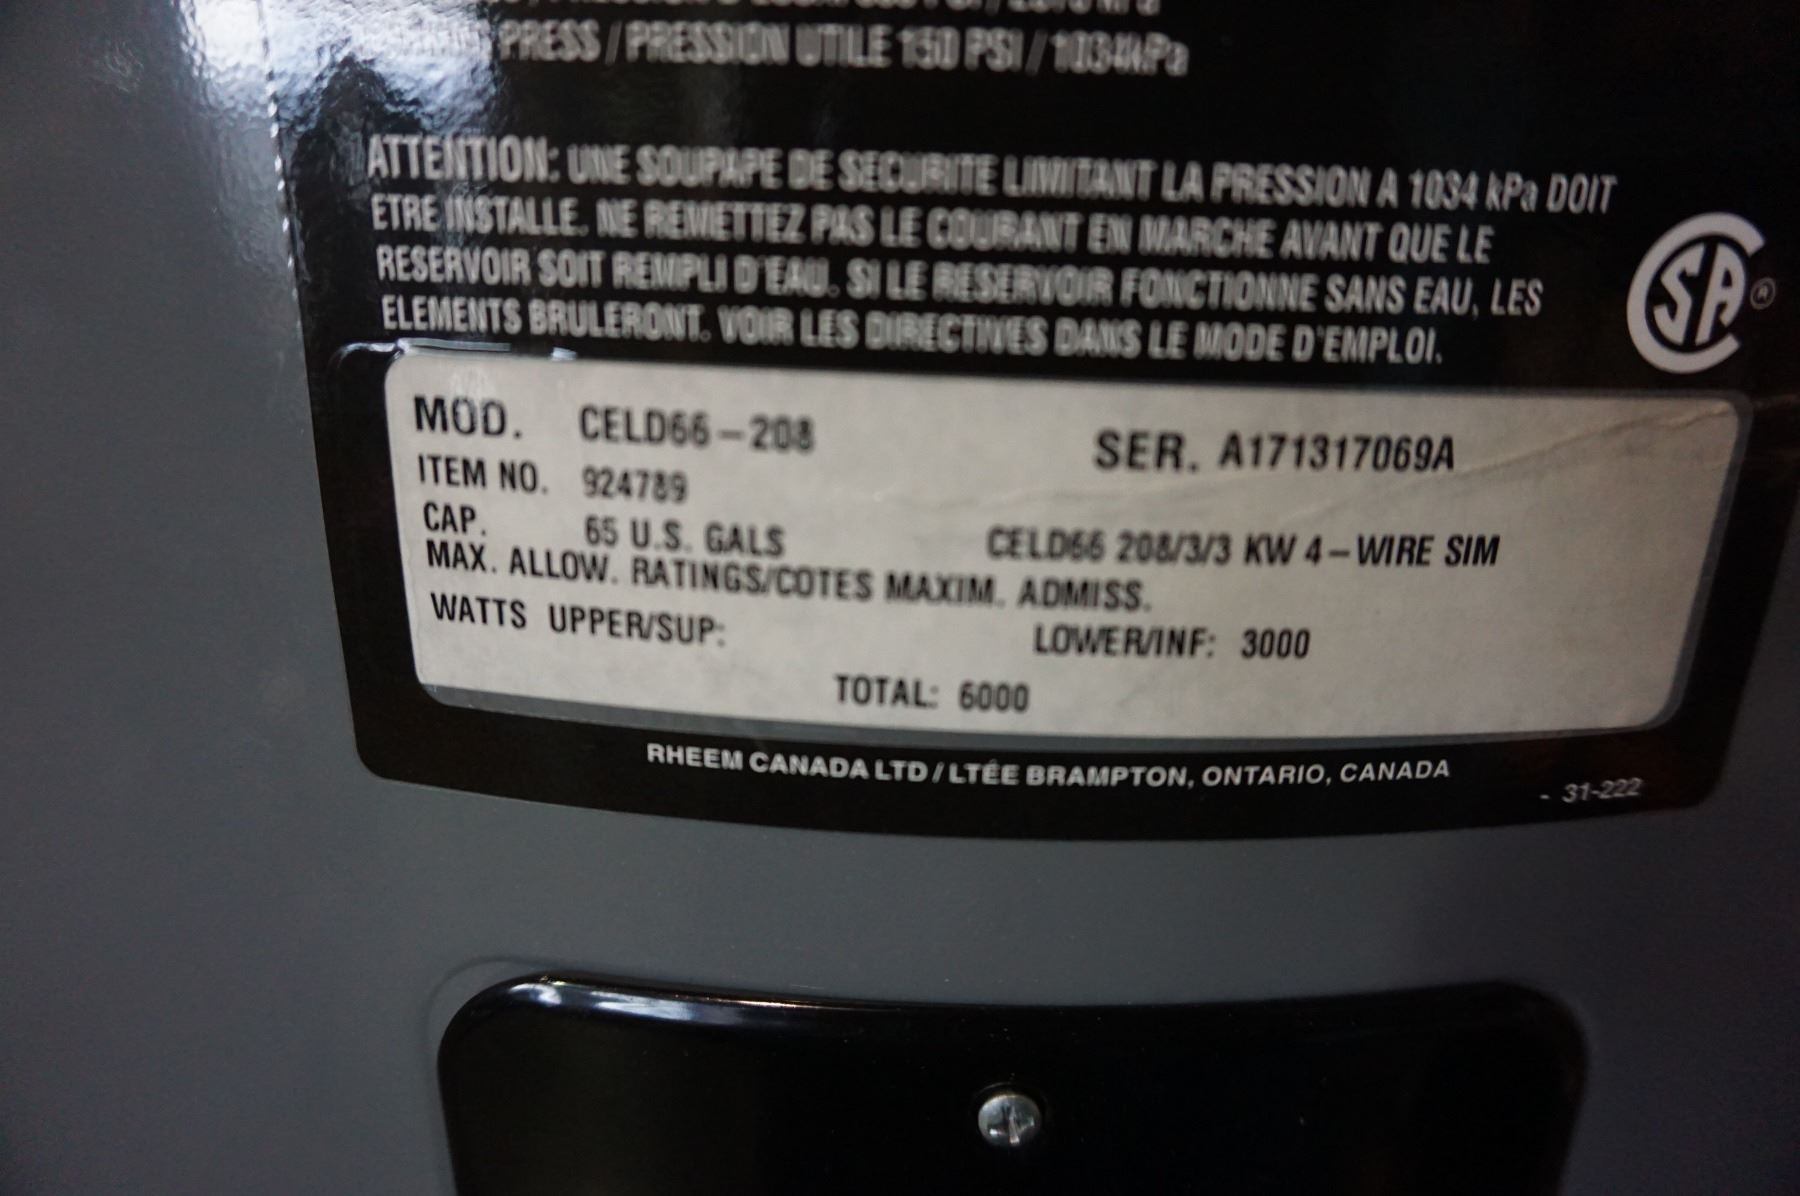 PRESS / PRESSION UTILE 150 PSI / 1034kPa
ATTENTION: UNE SOUPAPE DE SECURITE LIMITANT LA PRESSION A 1034 kPa DOIT
ETRE INSTALLE. NE REMETTEZ PAS LE COURANT EN MARCHE AVANT QUE LE
RESERVOIR SOIT REMPLI D'EAU. SI LE RESERVOIR FONCTIONNE SANS EAU, LES
ELEMENTS BRULERONT. VOIR LES DIRECTIVES DANS LE MODE D'EMPLOI.
CSA ®
MOD. CELD66-208 SER. A171317069A
ITEM NO. 924789
CAP. 65 U.S. GALS CELD66 208/3/3 KW 4-WIRE SIM
MAX. ALLOW. RATINGS/COTES MAXIM. ADMISS.
WATTS UPPER/SUP: LOWER/INF: 3000
TOTAL: 6000
RHEEM CANADA LTD / LTÉE BRAMPTON, ONTARIO, CANADA
- 31-222